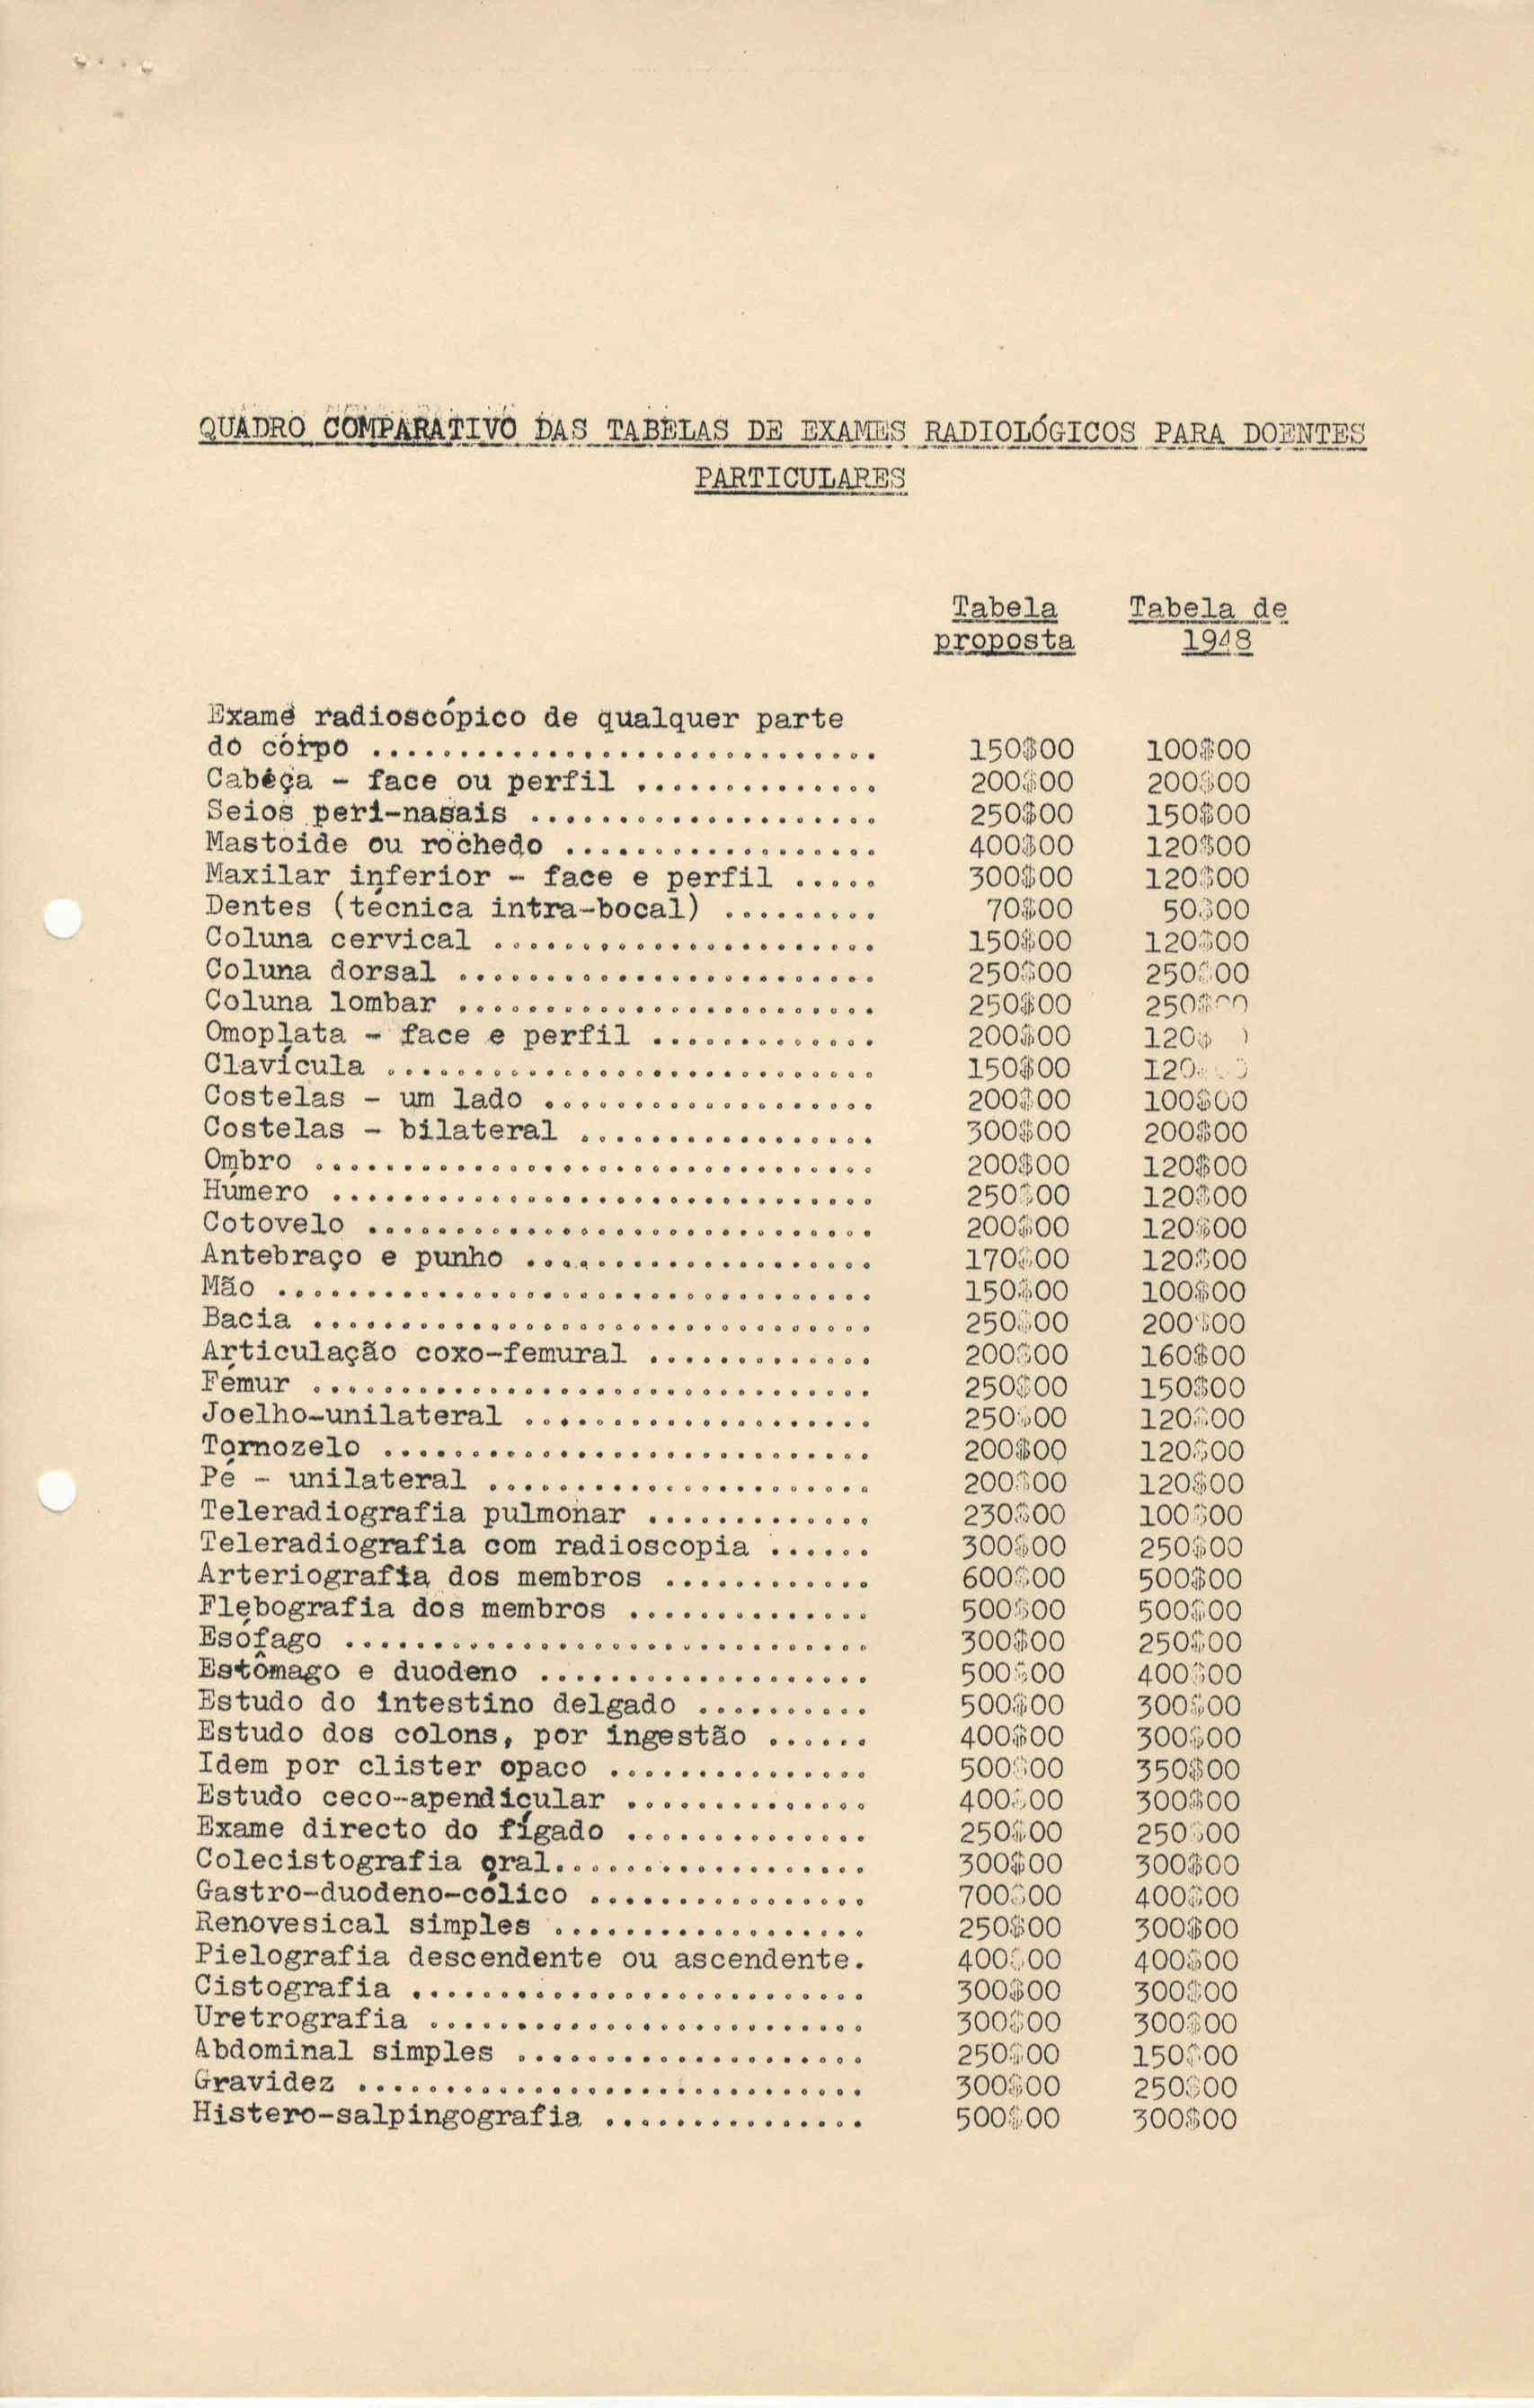 QUADRO COMPARATIVO DAS TABELAS DE EXAMES RADIOLÓGICOS PARA DOENTES
PARTICULARES
Tabela Tabela de
proposta 1948
Exame radioscópico de qualquer parte
do côrpo ............................. 150$00 100$00
Cabêça - face ou perfil .............. 200$00 200$00
Seios peri-nasais .................... 250$00 150$00
Mastoide ou rochedo .................. 400$00 120$00
Maxilar inferior - face e perfil ..... 300$00 120$00
Dentes (técnica intra-bocal) ......... 70$00 50$00
Coluna cervical ...................... 150$00 120$00
Coluna dorsal ........................ 250$00 250$00
Coluna lombar ........................ 250$00 250$00
Omoplata - face e perfil ............. 200$00 120$
Clavícula ............................ 150$00 120
Costelas - um lado ................... 200$00 100$00
Costelas - bilateral ................. 300$00 200$00
Ombro ................................ 200$00 120$00
Húmero ............................... 250$00 120$00
Cotovelo ............................. 200$00 120$00
Antebraço e punho .................... 170$00 120$00
Mão .................................. 150$00 100$00
Bacia ................................ 250$00 200$00
Articulação coxo-femural ............. 200$00 160$00
Fémur ................................ 250$00 150$00
Joelho-unilateral .................... 250$00 120$00
Tornozelo ............................ 200$00 120$00
Pé - unilateral ...................... 200$00 120$00
Teleradiografia pulmonar ............. 230$00 100$00
Teleradiografia com radioscopia ...... 300$00 250$00
Arteriografia dos membros ............ 600$00 500$00
Flebografia dos membros .............. 500$00 500$00
Esófago .............................. 300$00 250$00
Estômago e duodeno ................... 500$00 400$00
Estudo do intestino delgado .......... 500$00 300$00
Estudo dos colons, por ingestão ...... 400$00 300$00
Idem por clister opaco ............... 500$00 350$00
Estudo ceco-apendicular .............. 400$00 300$00
Exame directo do fígado .............. 250$00 250$00
Colecistografia oral.................. 300$00 300$00
Gastro-duodeno-cólico ................ 700$00 400$00
Renovesical simples .................. 250$00 300$00
Pielografia descendente ou ascendente. 400$00 400$00
Cistografia .......................... 300$00 300$00
Uretrografia ......................... 300$00 300$00
Abdominal simples .................... 250$00 150$00
Gravidez ............................. 300$00 250$00
Histero-salpingografia ............... 500$00 300$00